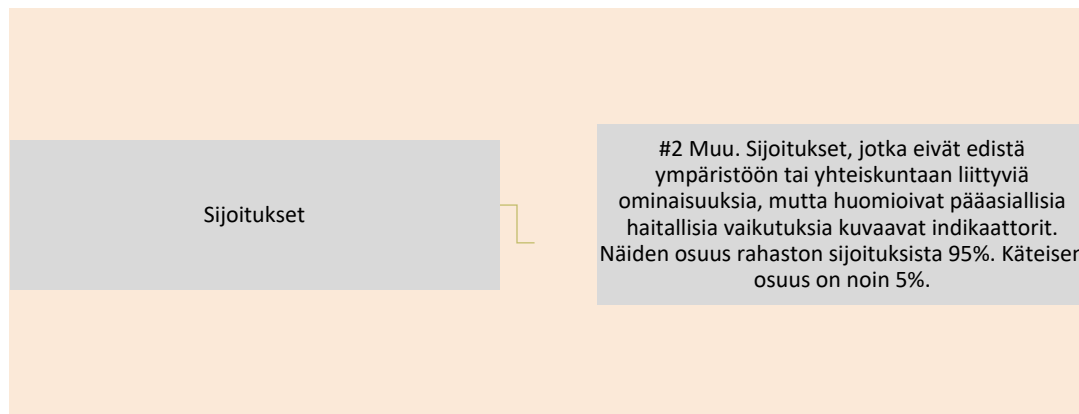 Sijoitukset
#2 Muu. Sijoitukset, jotka eivät edistä
ympäristöön tai yhteiskuntaan liittyviä
ominaisuuksia, mutta huomioivat pääasiallisia
haitallisia vaikutuksia kuvaavat indikaattorit.
Näiden osuus rahaston sijoituksista 95%. Käteisen
osuus on noin 5%.